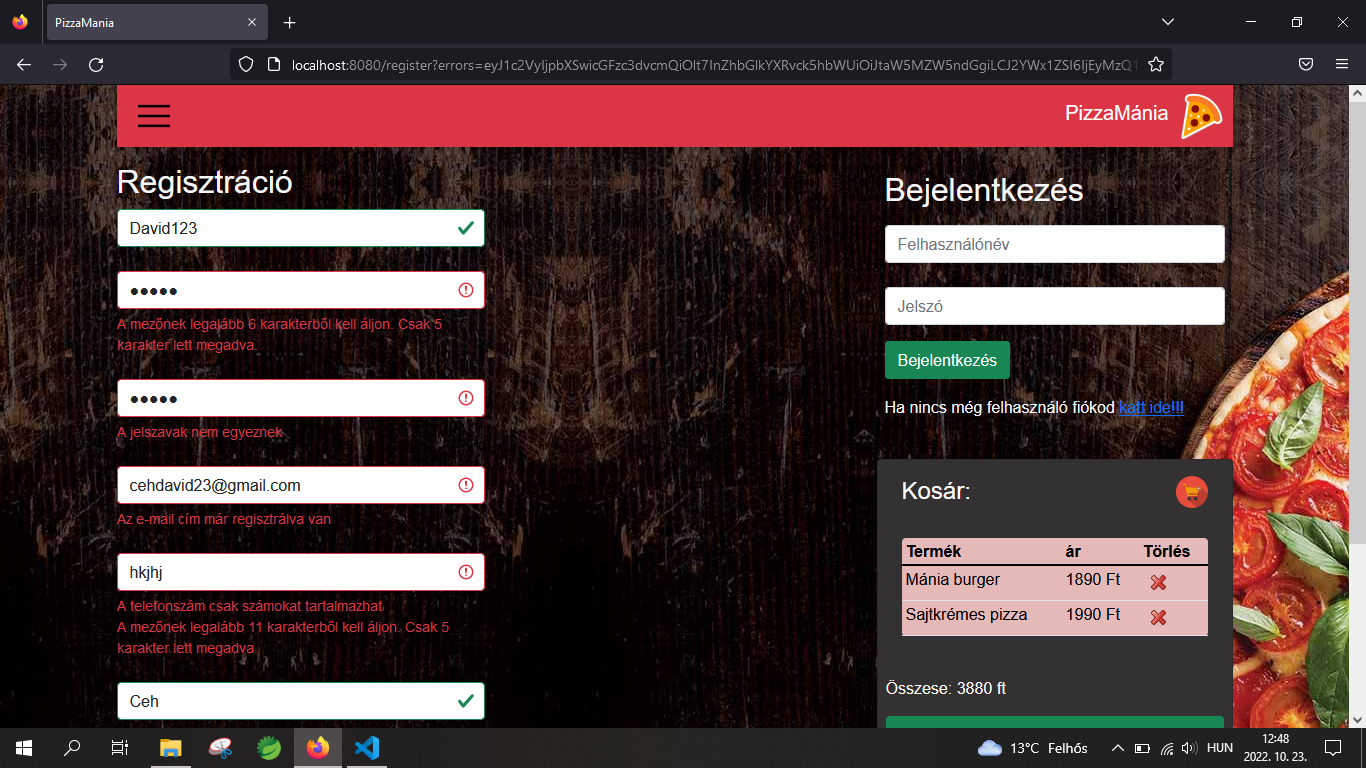 PizzaMania
localhost:8080/register?errors=eyJ1c2VyIjpbXSwicGFzc3dvcmQiOlt7InZhbGlkYXRvck5hbWUiOiJtaW5MZW5ndGgiLCJ2YWx1ZSI6IjEyMzQ1
PizzaMánia
Regisztráció
David123
●●●●●
A mezőnek legalább 6 karakterből kell áljon. Csak 5
karakter lett megadva.
●●●●●
A jelszavak nem egyeznek
cehdavid23@gmail.com
Az e-mail cím már regisztrálva van
hkjhj
A telefonszám csak számokat tartalmazhat
A mezőnek legalább 11 karakterből kell áljon. Csak 5
karakter lett megadva.
Ceh
Bejelentkezés
Felhasználónév
Jelszó
Bejelentkezés
Ha nincs még felhasználó fiókod katt ide!!!
Kosár:
Termék ár Törlés
Mánia burger 1890 Ft
Sajtkrémes pizza 1990 Ft
Összese: 3880 ft
13°C Felhős
HUN
12:48
2022. 10. 23.